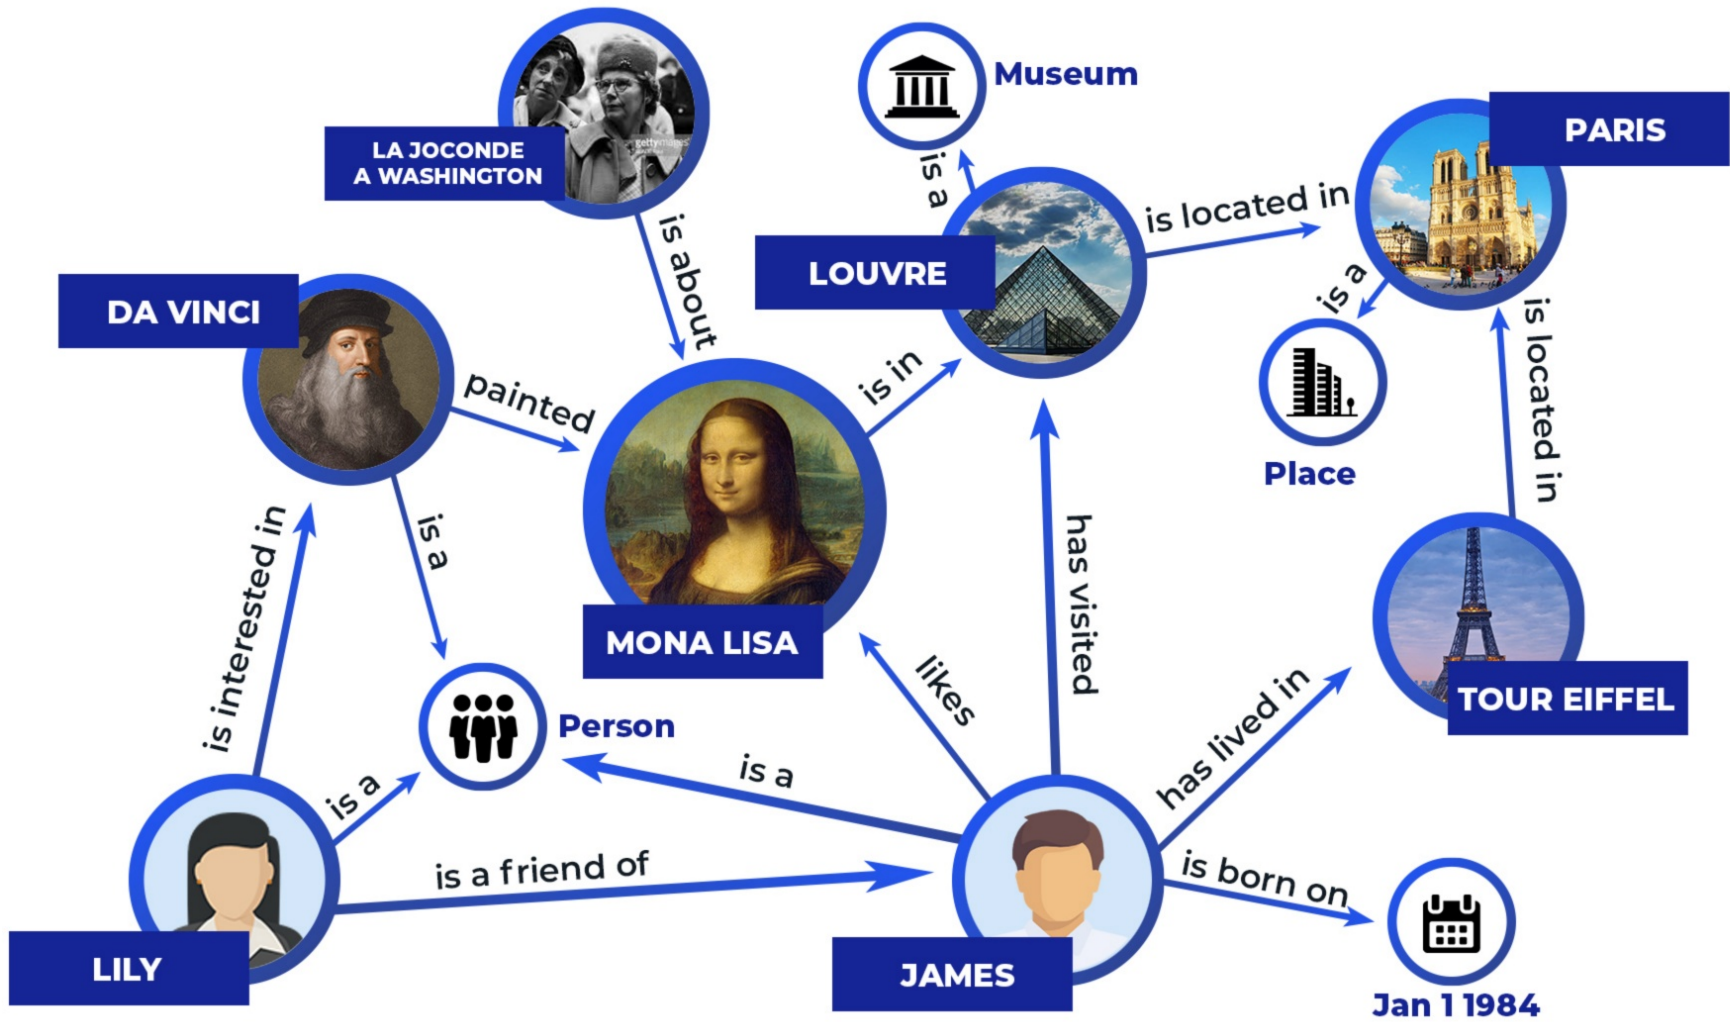 Museum
PARIS
LA JOCONDE
A WASHINGTON
gettyimages
is a
is located in
is about
LOUVRE
is a
DA VINCI
is in
is located in
painted
Place
is interested in
is a
has visited
MONA LISA
likes
has lived in
TOUR EIFFEL
Person
is a
is a
is a friend of
is born on
LILY
JAMES
Jan 1 1984